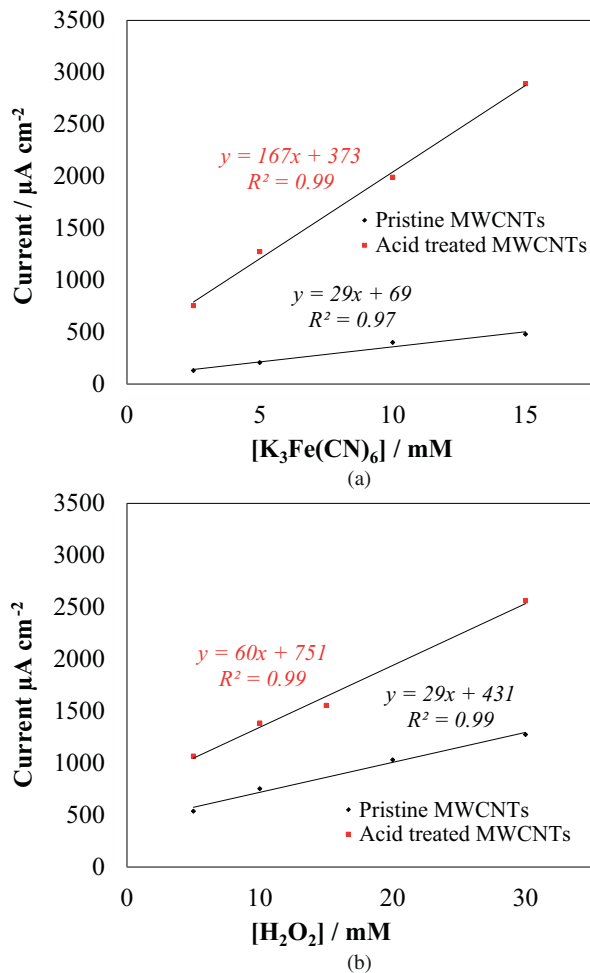 3500
3000
2500
2000
1500
1000
500
0
Current / µA cm-2
y = 167x + 373
R² = 0.99
Pristine MWCNTs
Acid treated MWCNTs
y = 29x + 69
R² = 0.97
0 5 10 15
[K3Fe(CN)6] / mM
(a)
3500
3000
2500
2000
1500
1000
500
0
Current µA cm-2
y = 60x + 751
R² = 0.99
y = 29x + 431
R² = 0.99
Pristine MWCNTs
Acid treated MWCNTs
0 10 20 30
[H2O2] / mM
(b)